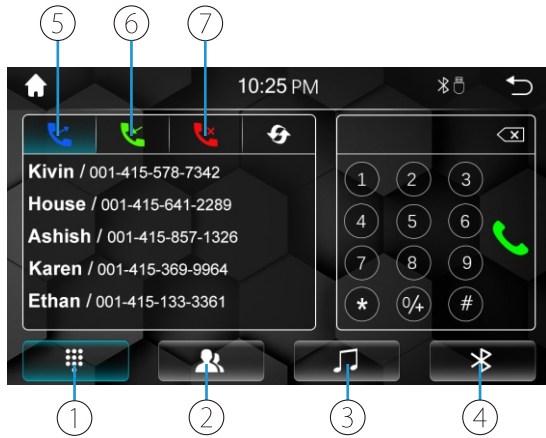 5 6 7
10:25 PM
Kivin / 001-415-578-7342
House / 001-415-641-2289
Ashish / 001-415-857-1326
Karen / 001-415-369-9964
Ethan / 001-415-133-3361
1 2 3
4 5 6
7 8 9
* 0/+ #
1 2 3 4